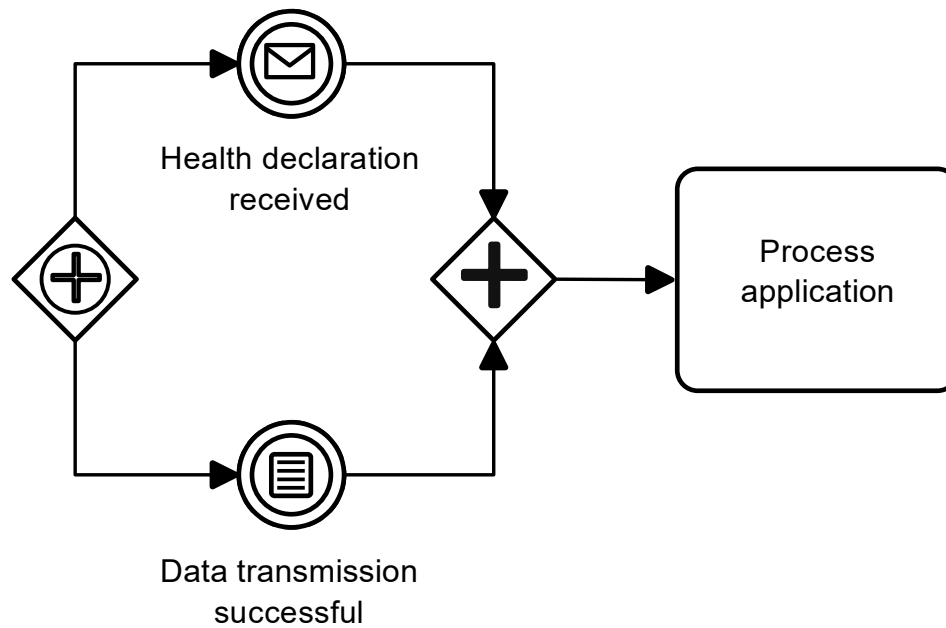 Health declaration
received
Process
application
Data transmission
successful